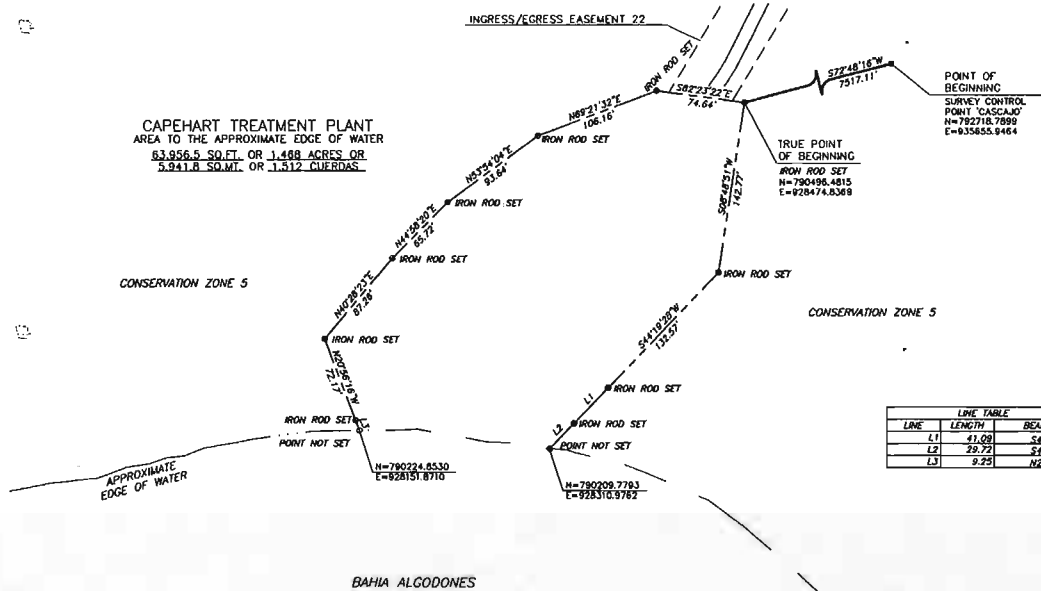 INGRESS/EGRESS EASEMENT 22
IRON ROD SET
S82°23'22"E
74.64'
S72°48'16"W
7517.11'
POINT OF
BEGINNING
SURVEY CONTROL
POINT 'CASCAJO'
N=792718.7899
E=935655.9464
CAPEHART TREATMENT PLANT
AREA TO THE APPROXIMATE EDGE OF WATER
63,956.5 SQ.FT. OR 1.468 ACRES OR
5,941.8 SQ.MT. OR 1.512 CUERDAS
N69°21'32"E
106.16'
IRON ROD SET
TRUE POINT
OF BEGINNING
IRON ROD SET
N=790496.4815
E=928474.8369
N53°54'04"E
93.64'
IRON ROD SET
S08°48'51"W
142.77'
N44°58'20"E
65.72'
IRON ROD SET
IRON ROD SET
CONSERVATION ZONE 5
N40°28'23"E
87.28'
CONSERVATION ZONE 5
IRON ROD SET
S44°19'28"W
132.57'
N20°56'16"W
72.17'
IRON ROD SET
L1
IRON ROD SET
L3
IRON ROD SET
L2
POINT NOT SET
POINT NOT SET
LINE TABLE
LINE LENGTH BEA
L1 41.09 S4
L2 29.72 S4
L3 9.25 N2
APPROXIMATE
EDGE OF WATER
N=790224.6530
E=928151.8710
N=790209.7793
E=928310.9762
BAHIA ALGODONES